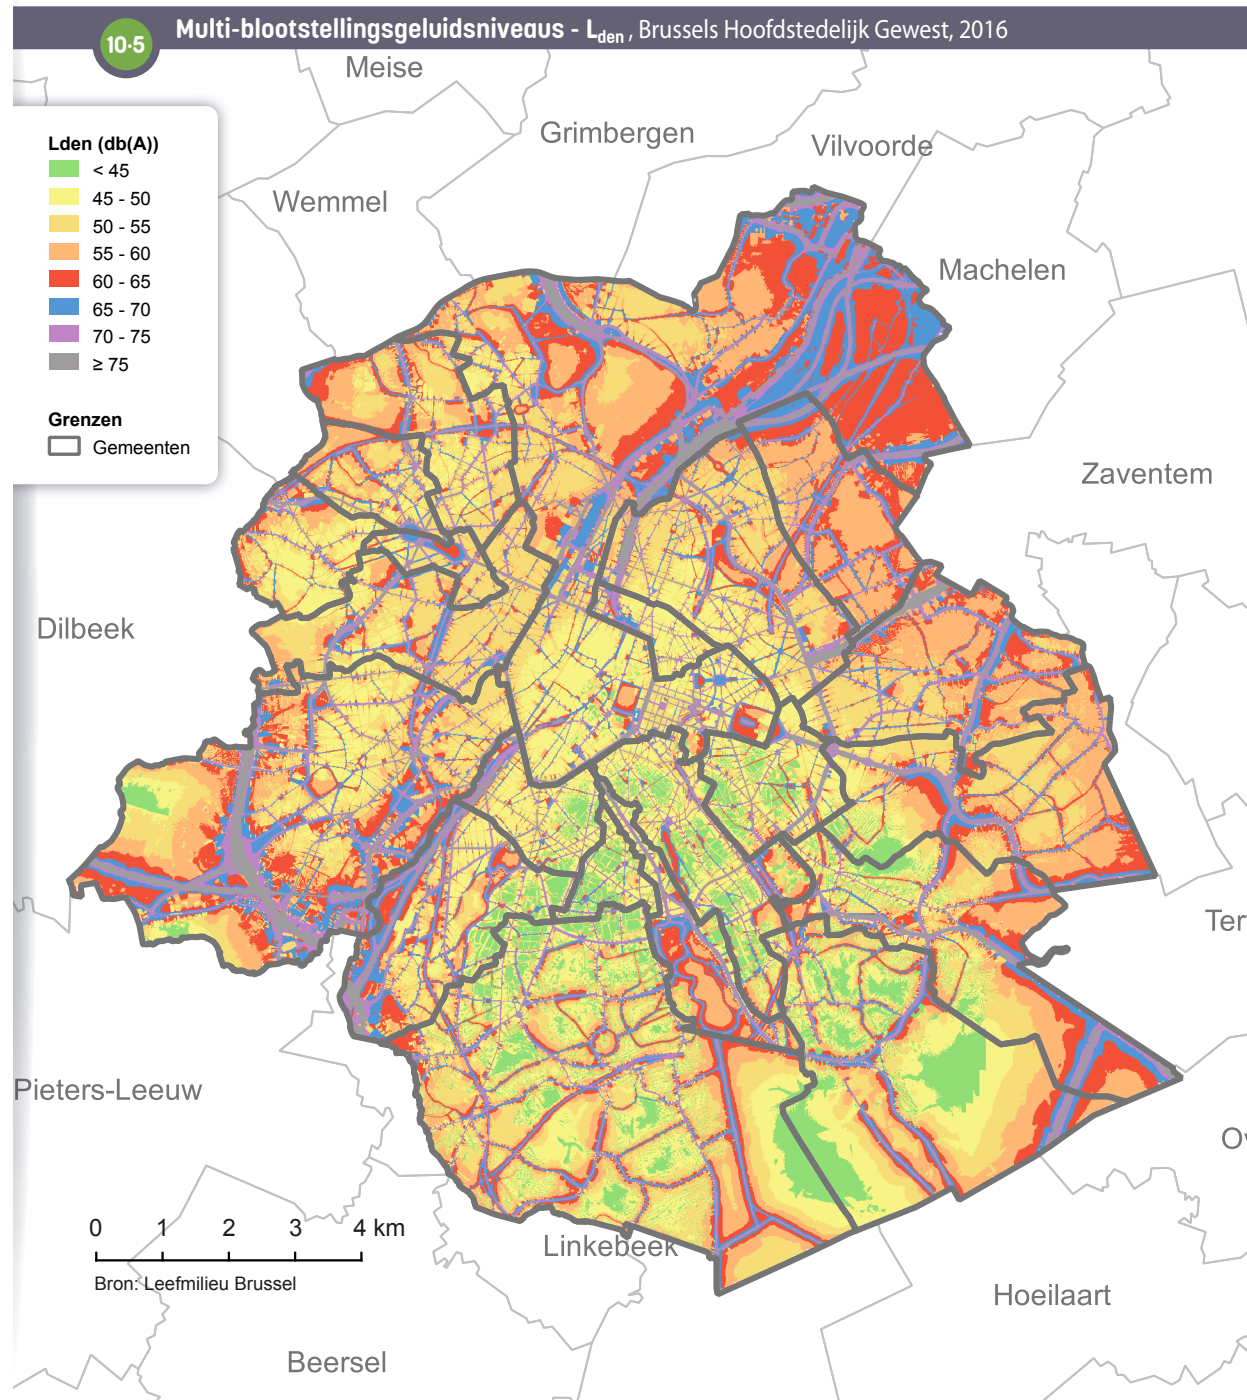 10·5
Multi-blootstellingsgeluidsniveaus - Lden, Brussels Hoofdstedelijk Gewest, 2016
Meise
Grimbergen
Vilvoorde
Wemmel
Machelen
Zaventem
Dilbeek
Lden (db(A))
< 45
45 - 50
50 - 55
55 - 60
60 - 65
65 - 70
70 - 75
≥ 75
Grenzen
Gemeenten
Ter
Pieters-Leeuw
Ov
0 1 2 3 4 km
Bron: Leefmilieu Brussel
Linkebeek
Hoeilaart
Beersel